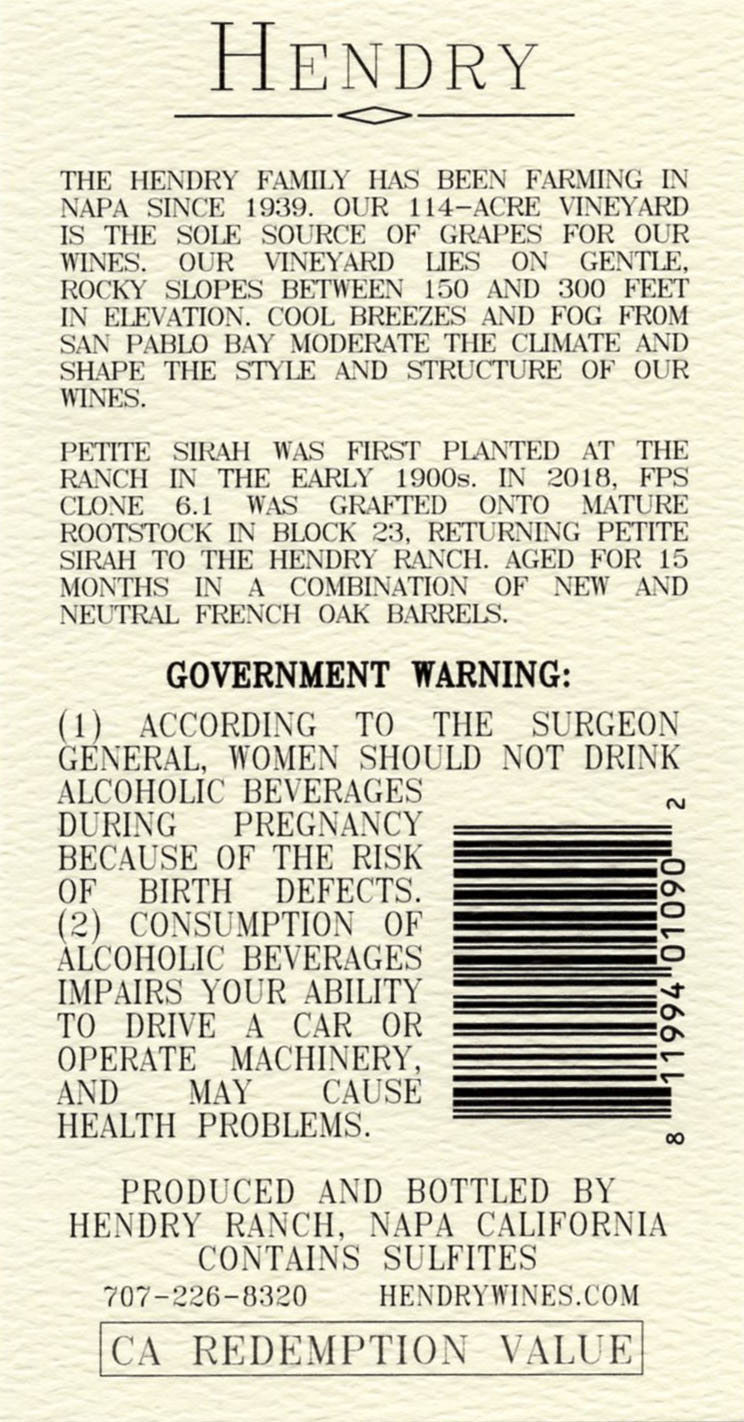 HENDRY
THE HENDRY FAMILY HAS BEEN FARMING IN
NAPA SINCE 1939. OUR 114-ACRE VINEYARD
IS THE SOLE SOURCE OF GRAPES FOR OUR
WINES. OUR VINEYARD LIES ON GENTLE,
ROCKY SLOPES BETWEEN 150 AND 300 FEET
IN ELEVATION. COOL BREEZES AND FOG FROM
SAN PABLO BAY MODERATE THE CLIMATE AND
SHAPE THE STYLE AND STRUCTURE OF OUR
WINES.
PETITE SIRAH WAS FIRST PLANTED AT THE
RANCH IN THE EARLY 1900s. IN 2018, FPS
CLONE 6.1 WAS GRAFTED ONTO MATURE
ROOTSTOCK IN BLOCK 23, RETURNING PETITE
SIRAH TO THE HENDRY RANCH. AGED FOR 15
MONTHS IN A COMBINATION OF NEW AND
NEUTRAL FRENCH OAK BARRELS.
GOVERNMENT WARNING:
(1) ACCORDING TO THE SURGEON
GENERAL, WOMEN SHOULD NOT DRINK
ALCOHOLIC BEVERAGES
DURING PREGNANCY
BECAUSE OF THE RISK
OF BIRTH DEFECTS.
(2) CONSUMPTION OF
ALCOHOLIC BEVERAGES
IMPAIRS YOUR ABILITY
TO DRIVE A CAR OR
OPERATE MACHINERY,
AND MAY CAUSE
HEALTH PROBLEMS.
8 11994 01090 2
PRODUCED AND BOTTLED BY
HENDRY RANCH, NAPA CALIFORNIA
CONTAINS SULFITES
707-226-8320 HENDRYWINES.COM
CA REDEMPTION VALUE